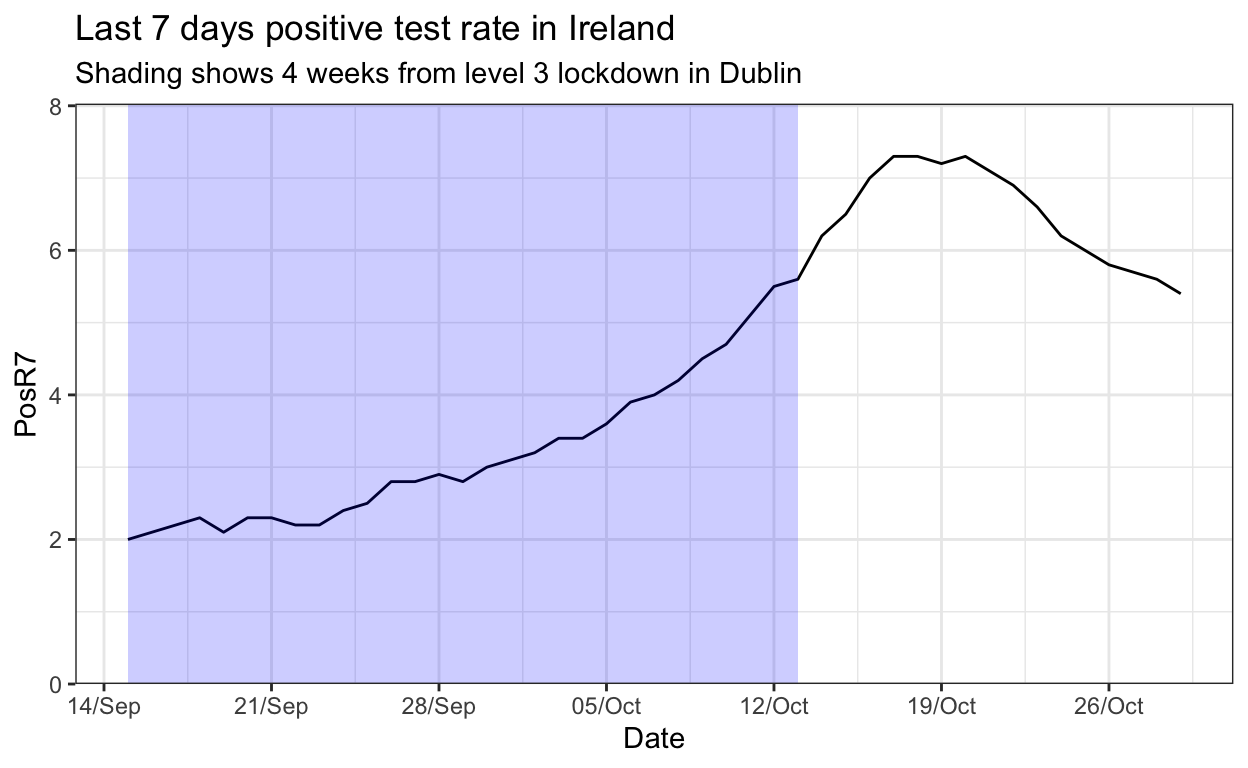 Last 7 days positive test rate in Ireland
Shading shows 4 weeks from level 3 lockdown in Dublin
8
6
4
2
0
PosR7
14/Sep 21/Sep 28/Sep 05/Oct 12/Oct 19/Oct 26/Oct
Date